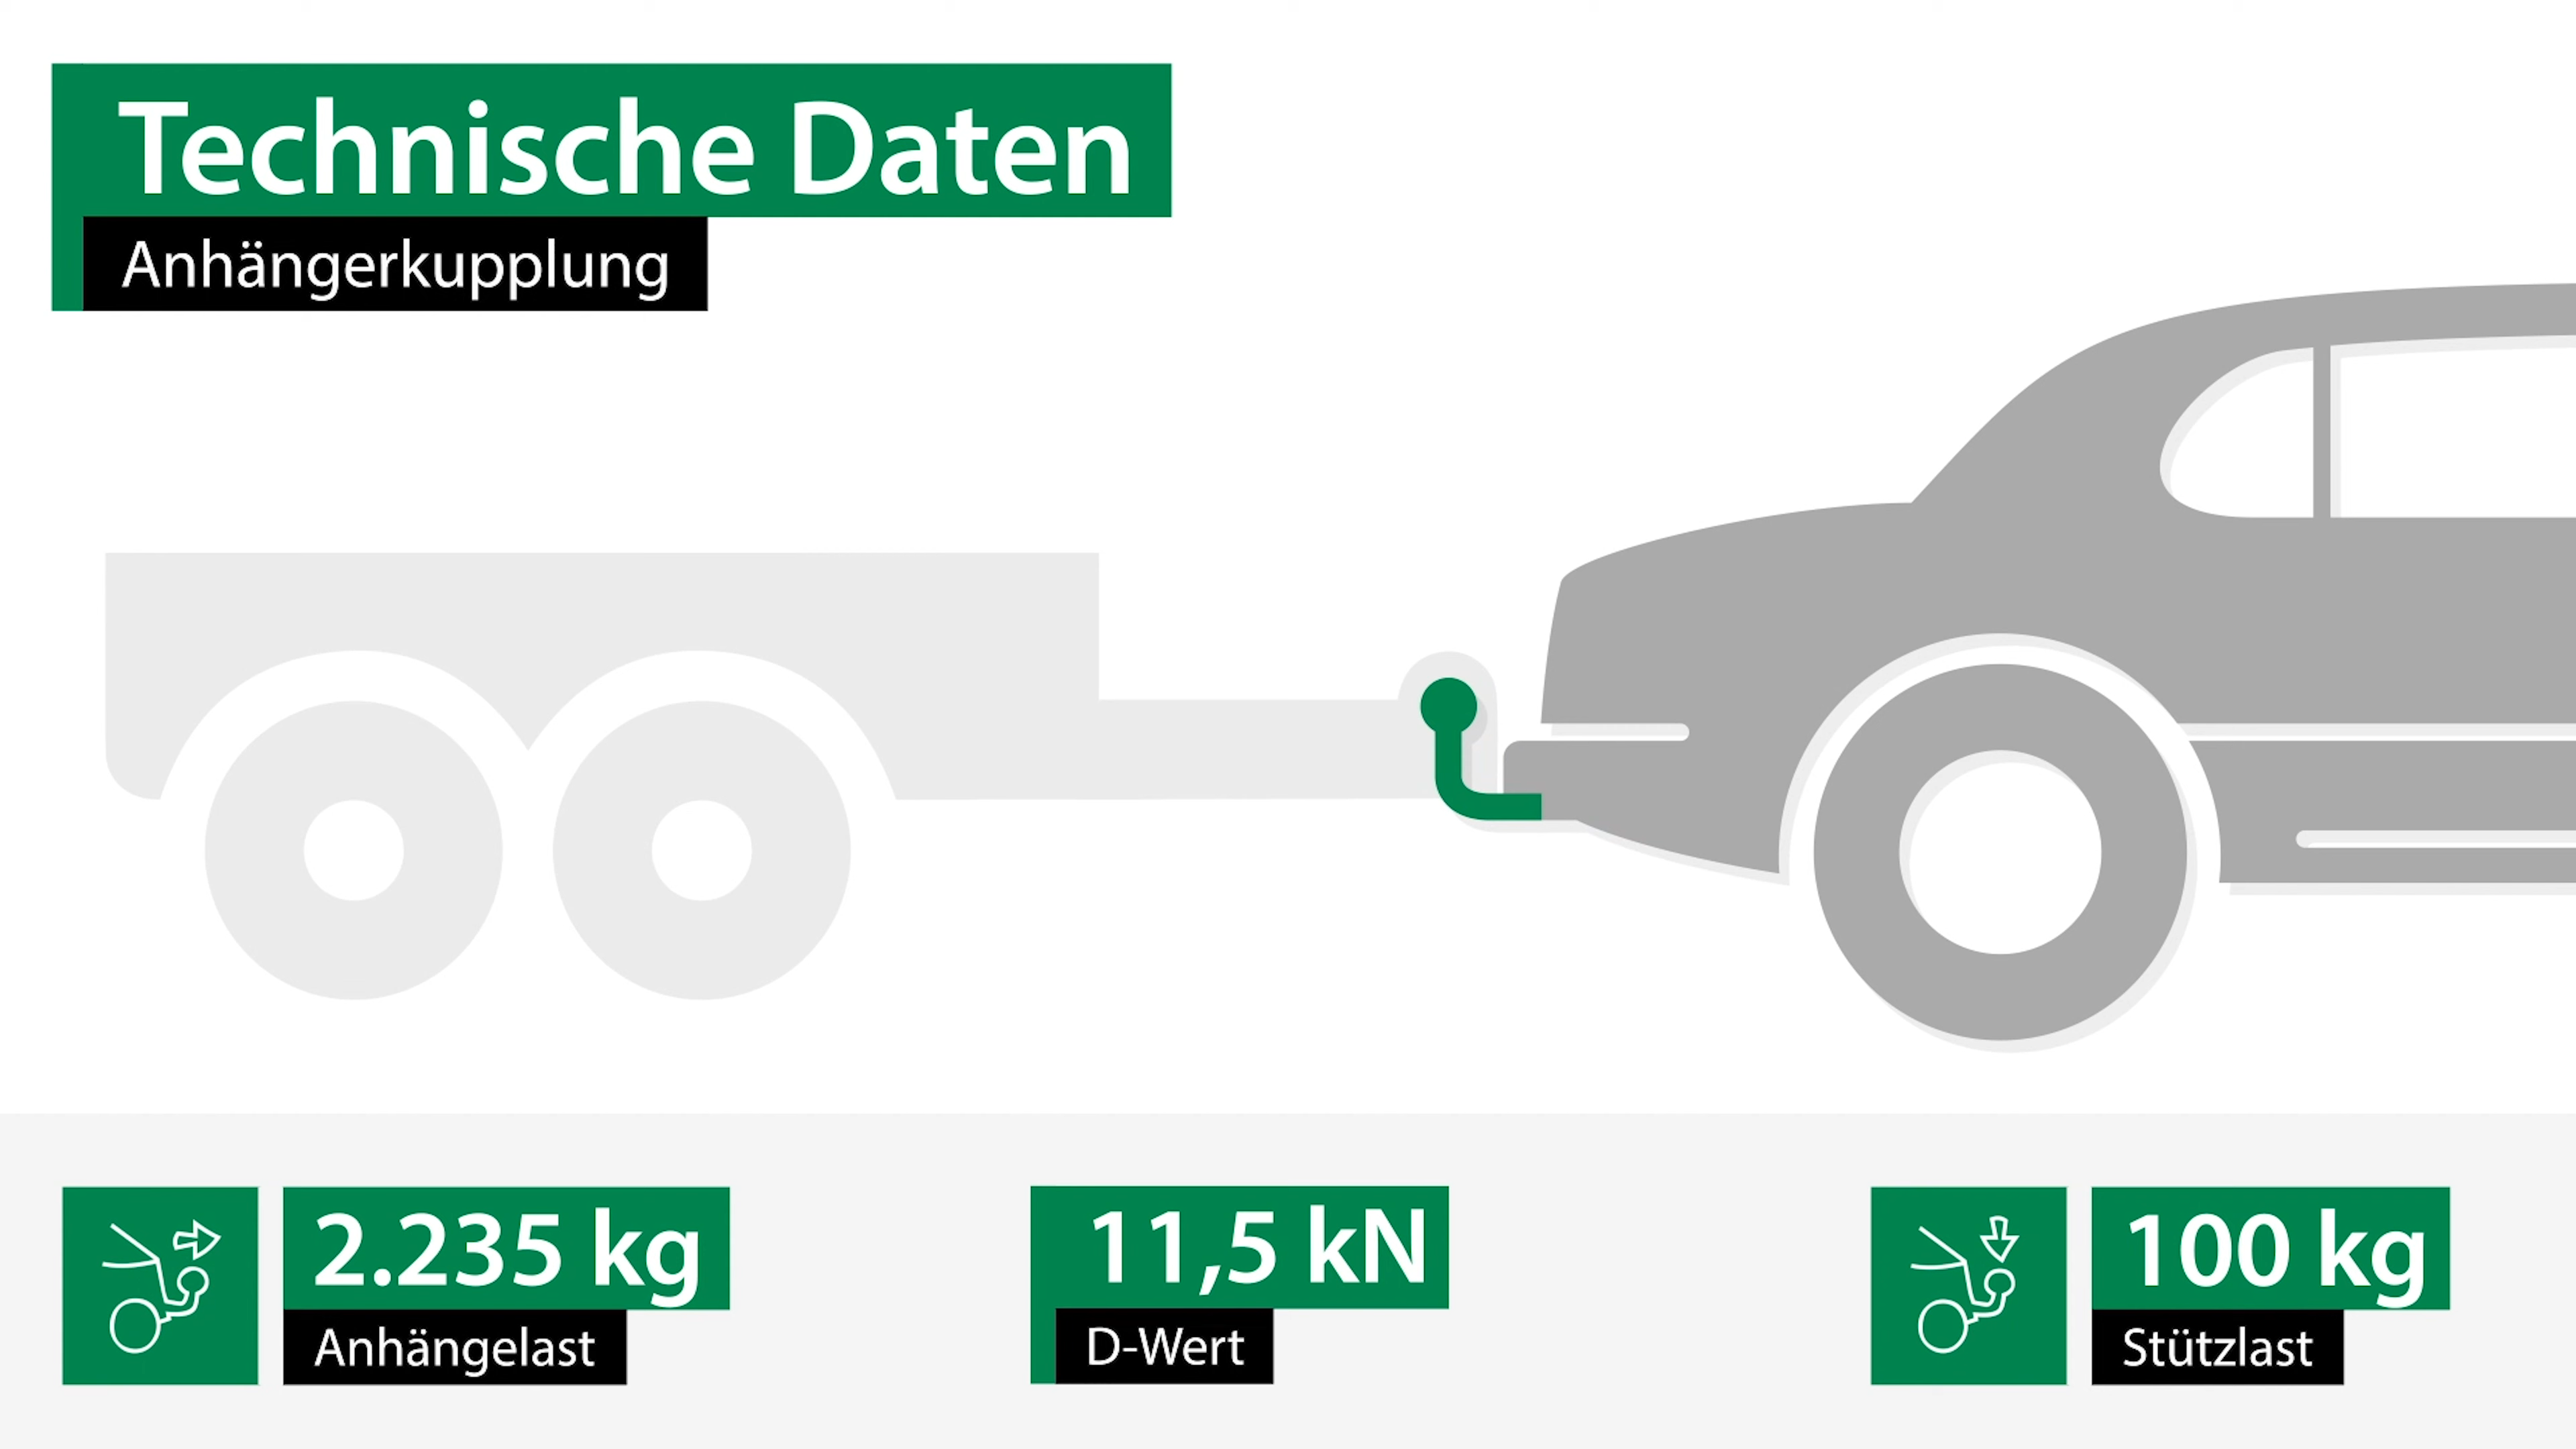 Technische Daten
Anhängerkupplung
2.235 kg
Anhängelast
11,5 kN
D-Wert
100 kg
Stützlast